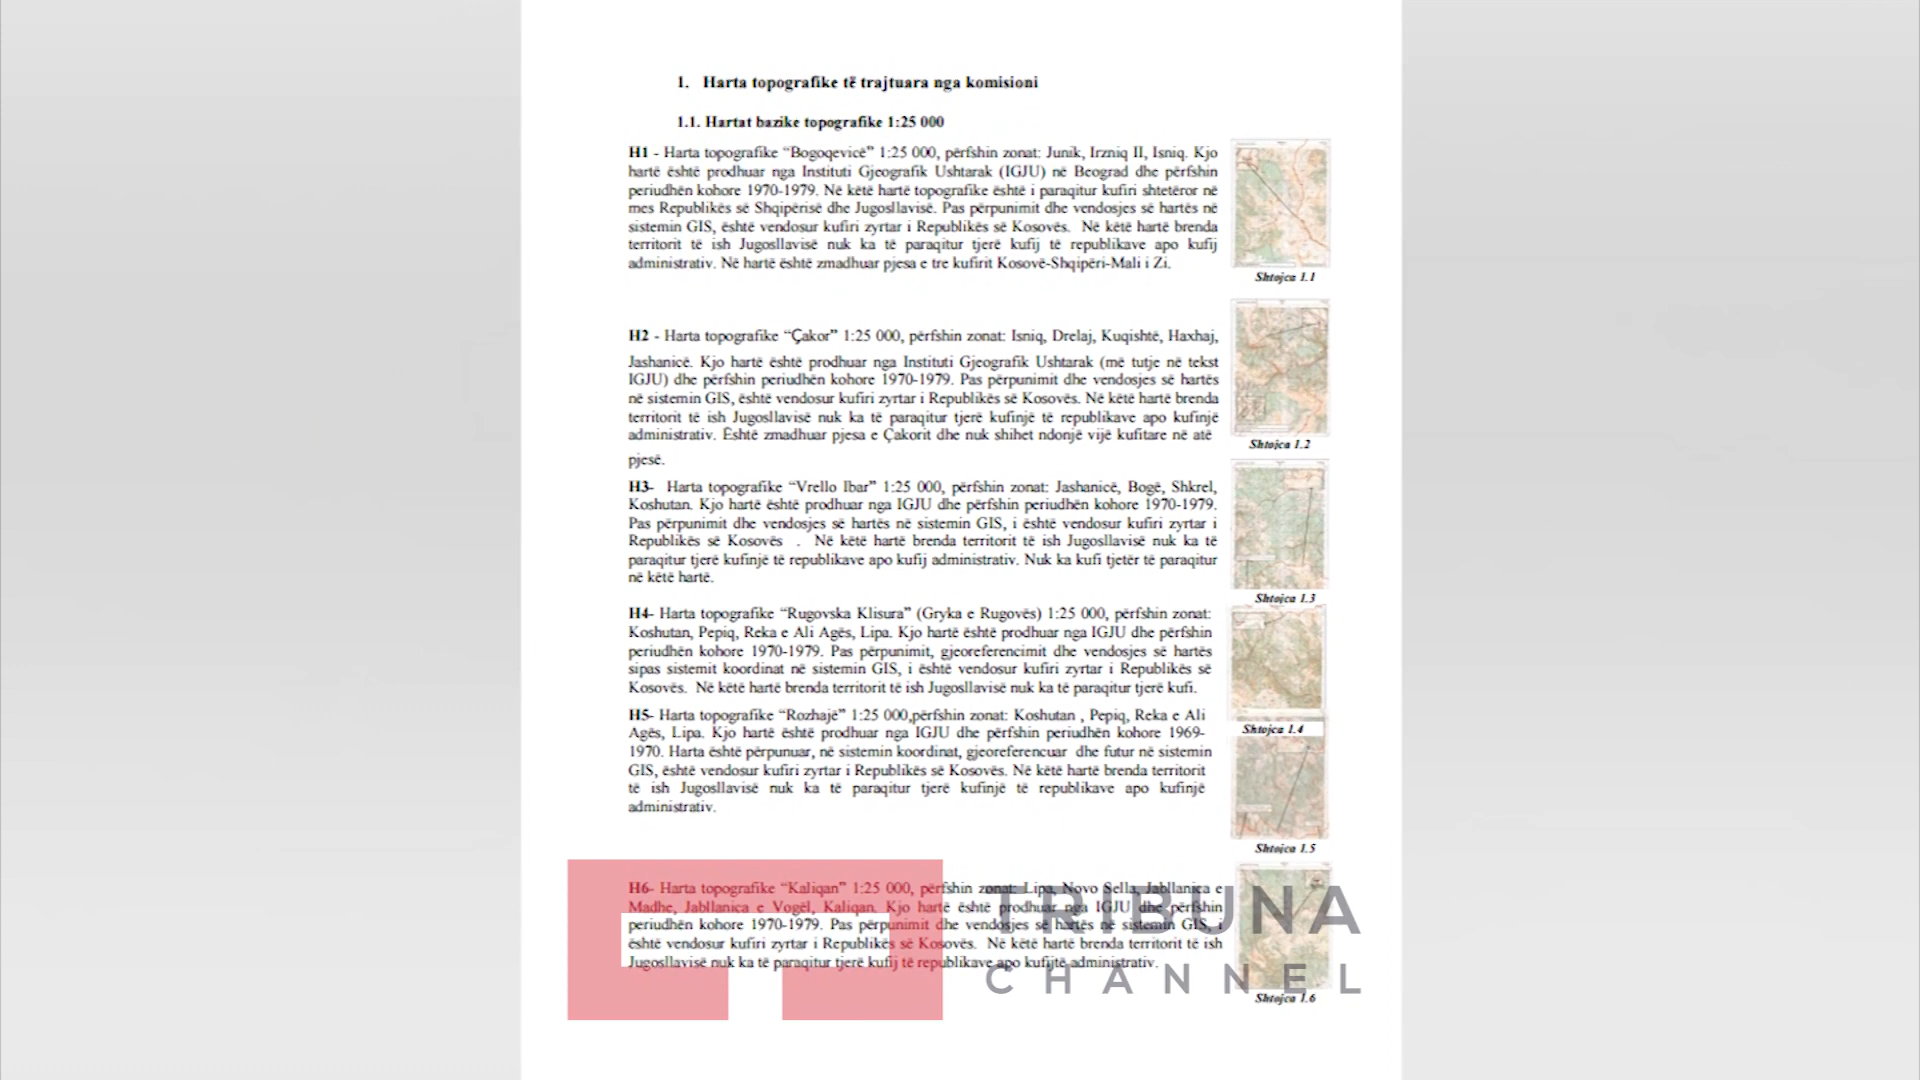 1. Harta topografike të trajtuara nga komisioni
1.1. Hartat bazike topografike 1:25 000
H1 - Harta topografike “Bogoqevicë” 1:25 000, përfshin zonat: Junik, Irzniq II, Isniq. Kjo
hartë është prodhuar nga Instituti Gjeografik Ushtarak (IGJU) në Beograd dhe përfshin
periudhën kohore 1970-1979. Në këtë hartë topografike është i paraqitur kufiri shtetëror në
mes Republikës së Shqipërisë dhe Jugosllavisë. Pas përpunimit dhe vendosjes së hartës në
sistemin GIS, është vendosur kufiri zyrtar i Republikës së Kosovës. Në këtë hartë brenda
territorit të ish Jugosllavisë nuk ka të paraqitur tjerë kufij të republikave apo kufij
administrativ. Në hartë është zmadhuar pjesa e tre kufirit Kosovë-Shqipëri-Mali i Zi.
Shtojca 1.1
H2 - Harta topografike “Çakor” 1:25 000, përfshin zonat: Isniq, Drelaj, Kuqishtë, Haxhaj,
Jashanicë. Kjo hartë është prodhuar nga Instituti Gjeografik Ushtarak (më tutje në tekst
IGJU) dhe përfshin periudhën kohore 1970-1979. Pas përpunimit dhe vendosjes së hartës
në sistemin GIS, është vendosur kufiri zyrtar i Republikës së Kosovës. Në këtë hartë brenda
territorit të ish Jugosllavisë nuk ka të paraqitur tjerë kufinjë të republikave apo kufinjë
administrativ. Është zmadhuar pjesa e Çakorit dhe nuk shihet ndonjë vijë kufitare në atë
pjesë.
Shtojca 1.2
H3- Harta topografike “Vrello Ibar” 1:25 000, përfshin zonat: Jashanicë, Bogë, Shkrel,
Koshutan. Kjo hartë është prodhuar nga IGJU dhe përfshin periudhën kohore 1970-1979.
Pas përpunimit dhe vendosjes së hartës në sistemin GIS, i është vendosur kufiri zyrtar i
Republikës së Kosovës . Në këtë hartë brenda territorit të ish Jugosllavisë nuk ka të
paraqitur tjerë kufinjë të republikave apo kufij administrativ. Nuk ka kufi tjetër të paraqitur
në këtë hartë.
Shtojca 1.3
H4- Harta topografike “Rugovska Klisura” (Gryka e Rugovës) 1:25 000, përfshin zonat:
Koshutan, Pepiq, Reka e Ali Agës, Lipa. Kjo hartë është prodhuar nga IGJU dhe përfshin
periudhën kohore 1970-1979. Pas përpunimit, gjeoreferencimit dhe vendosjes së hartës
sipas sistemit koordinat në sistemin GIS, i është vendosur kufiri zyrtar i Republikës së
Kosovës. Në këtë hartë brenda territorit të ish Jugosllavisë nuk ka të paraqitur tjerë kufi.
Shtojca 1.4
H5- Harta topografike “Rozhajë” 1:25 000,përfshin zonat: Koshutan , Pepiq, Reka e Ali
Agës, Lipa. Kjo hartë është prodhuar nga IGJU dhe përfshin periudhën kohore 1969-
1970. Harta është përpunuar, në sistemin koordinat, gjeoreferencuar dhe futur në sistemin
GIS, është vendosur kufiri zyrtar i Republikës së Kosovës. Në këtë hartë brenda territorit
të ish Jugosllavisë nuk ka të paraqitur tjerë kufinjë të republikave apo kufinjë
administrativ.
Shtojca 1.5
H6- Harta topografike “Kaliqan” 1:25 000, përfshin zonat: Lipa, Novo Sella, Jabllanica e
Madhe, Jabllanica e Vogël, Kaliqan. Kjo hartë është prodhuar nga IGJU dhe përfshin
periudhën kohore 1970-1979. Pas përpunimit dhe vendosjes së hartës në sistemin GIS, i
është vendosur kufiri zyrtar i Republikës së Kosovës. Në këtë hartë brenda territorit të ish
Jugosllavisë nuk ka të paraqitur tjerë kufij të republikave apo kufijtë administrativ.
Shtojca 1.6
TRIBUNA
CHANNEL